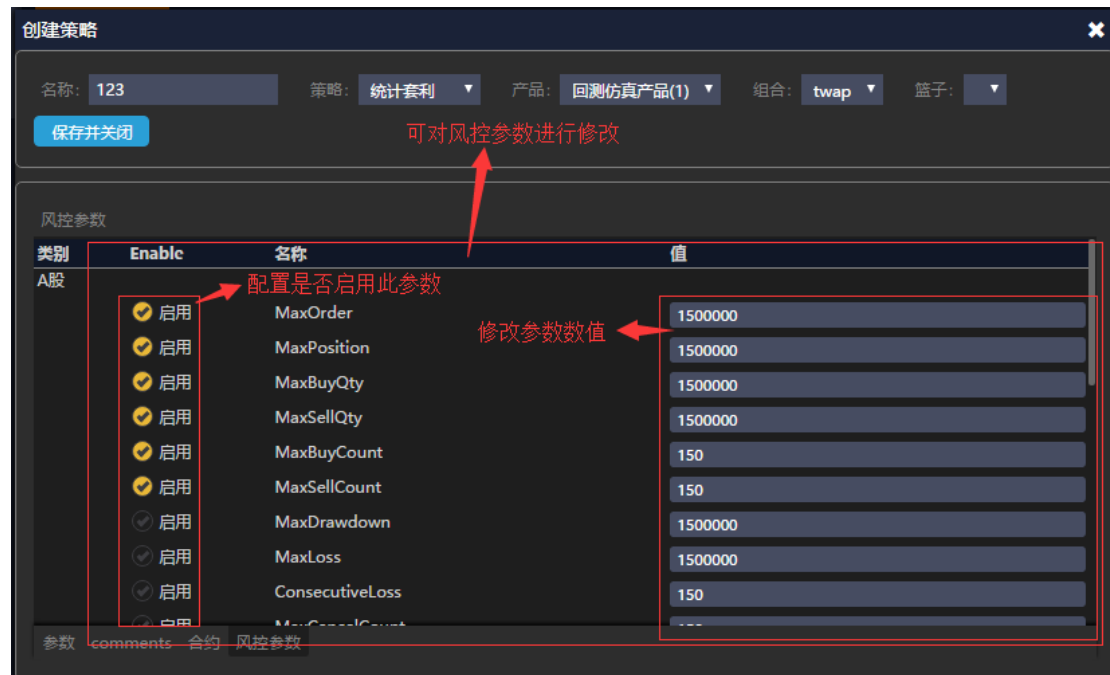 创建策略
名称: 123 策略: 统计套利 产品: 回测仿真产品(1) 组合: twap 篮子:
保存并关闭
可对风控参数进行修改
风控参数
类别 Enable 名称 值
A股
配置是否启用此参数
启用 MaxOrder 1500000
修改参数数值
启用 MaxPosition 1500000
启用 MaxBuyQty 1500000
启用 MaxSellQty 1500000
启用 MaxBuyCount 150
启用 MaxSellCount 150
启用 MaxDrawdown 1500000
启用 MaxLoss 1500000
启用 ConsecutiveLoss 150
启用 MaxCancelCount
参数 comments 合约 风控参数